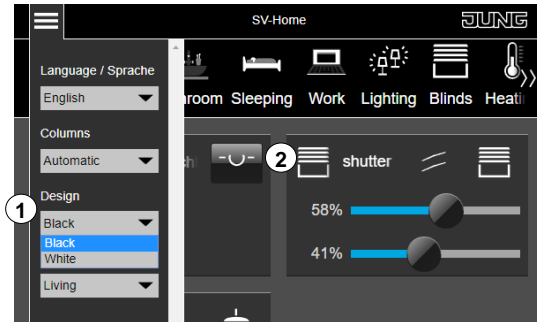 SV-Home
JUNG
Language / Sprache
English
Columns
Automatic
Design
Black
Black
White
Living
room Sleeping Work Lighting Blinds Heati
1
2
shutter
58%
41%